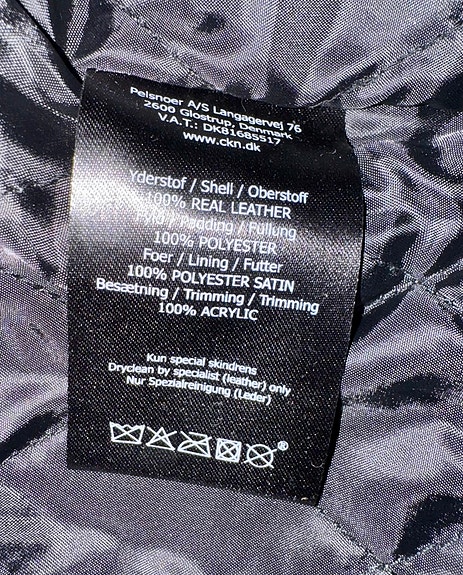 Pelsnoer A/S Langagervej 76
2600 Glostrup, Denmark
V.A.T.: DK81685517
www.ckn.dk
Yderstof / Shell / Oberstoff
100% REAL LEATHER
Fyld / Padding / Füllung
100% POLYESTER
Foer / Lining / Futter
100% POLYESTER SATIN
Besætning / Trimming / Trimming
100% ACRYLIC
Kun special skindrens
Dryclean by specialist (leather) only
Nur Spezialreinigung (Leder)
®